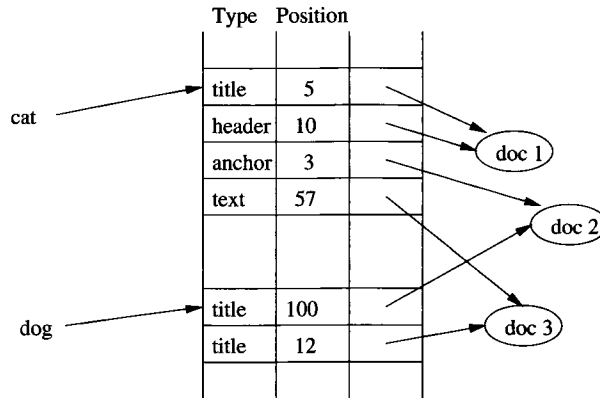 Type Position
title 5
cat
header 10
doc 1
anchor 3
text 57
doc 2
title 100
dog
doc 3
title 12